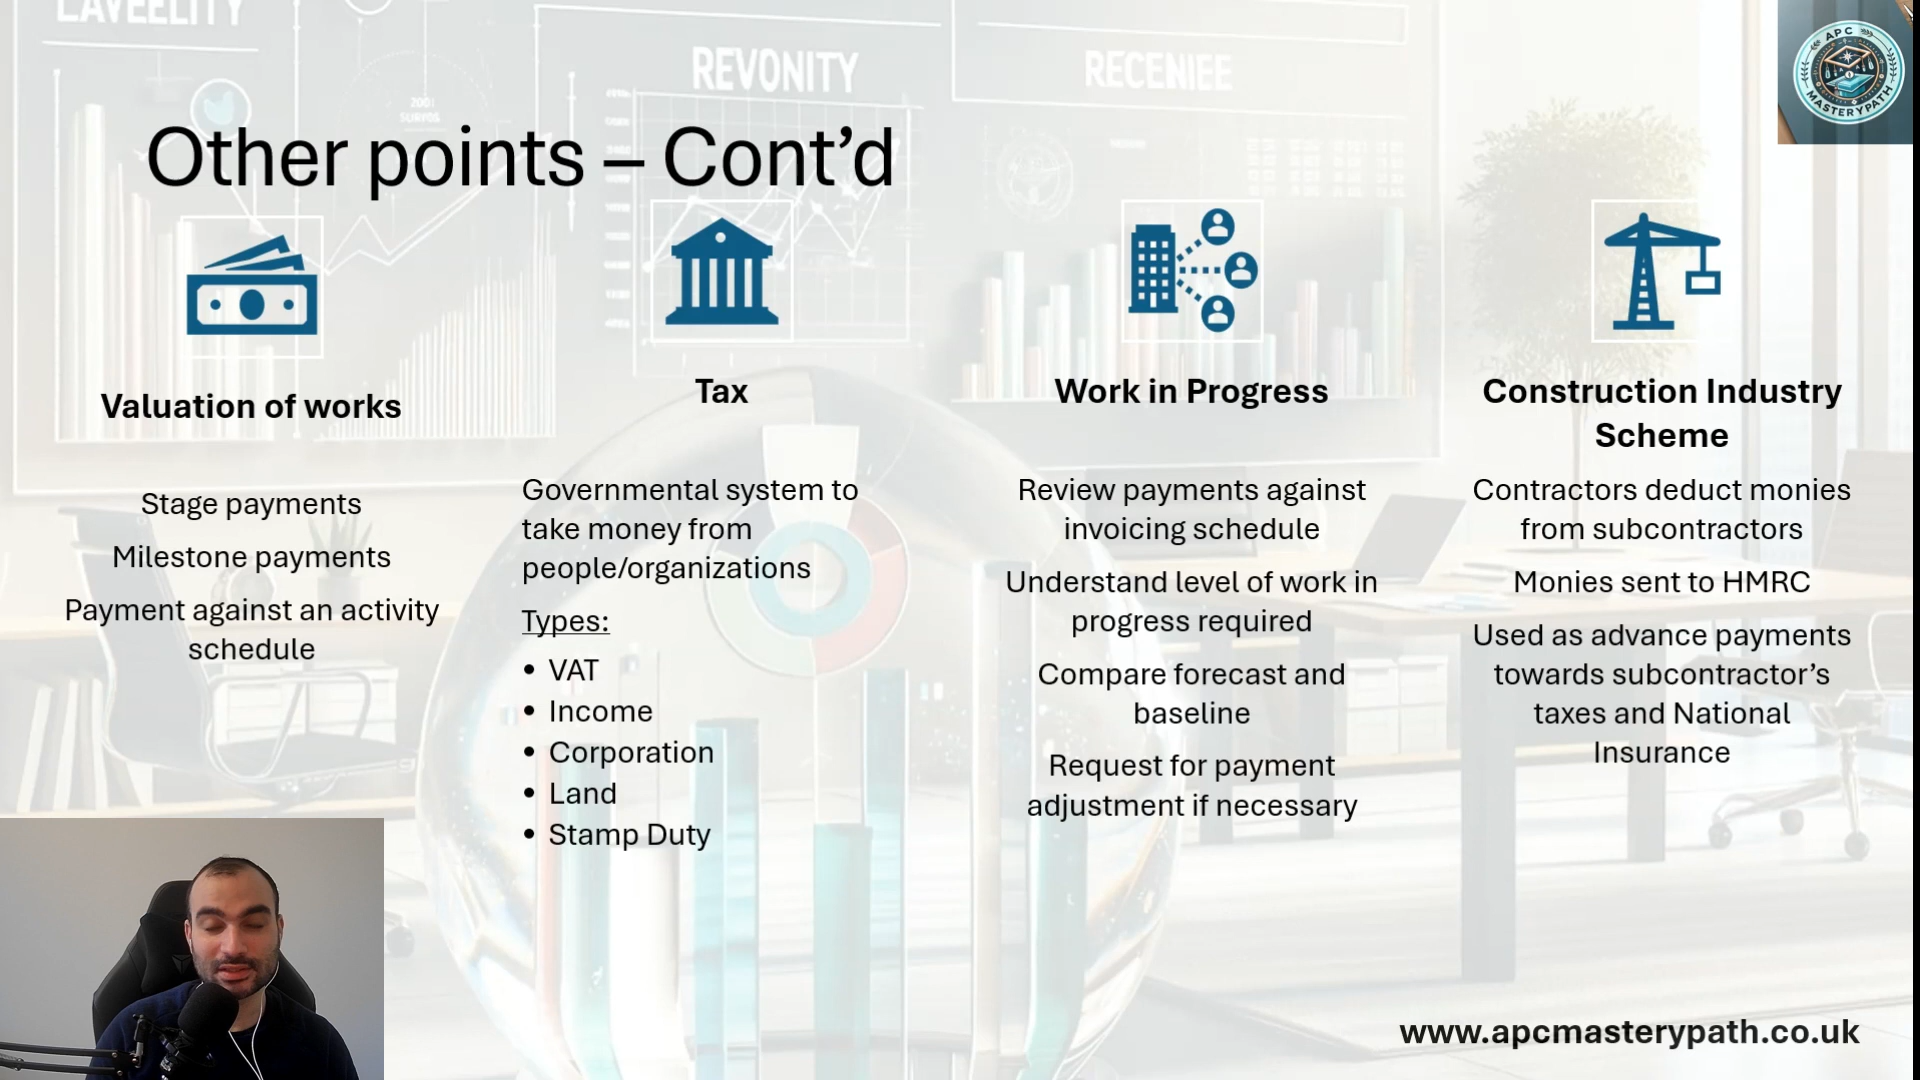 LAVEELITY
REVONITY
RECENIEE
2001
SURVOS
APC
MASTERYPATH
Other points – Cont’d
Valuation of works
Stage payments
Milestone payments
Payment against an activity
schedule
Tax
Governmental system to
take money from
people/organizations
Types:
• VAT
• Income
• Corporation
• Land
• Stamp Duty
Work in Progress
Review payments against
invoicing schedule
Understand level of work in
progress required
Compare forecast and
baseline
Request for payment
adjustment if necessary
Construction Industry
Scheme
Contractors deduct monies
from subcontractors
Monies sent to HMRC
Used as advance payments
towards subcontractor’s
taxes and National
Insurance
www.apcmasterypath.co.uk